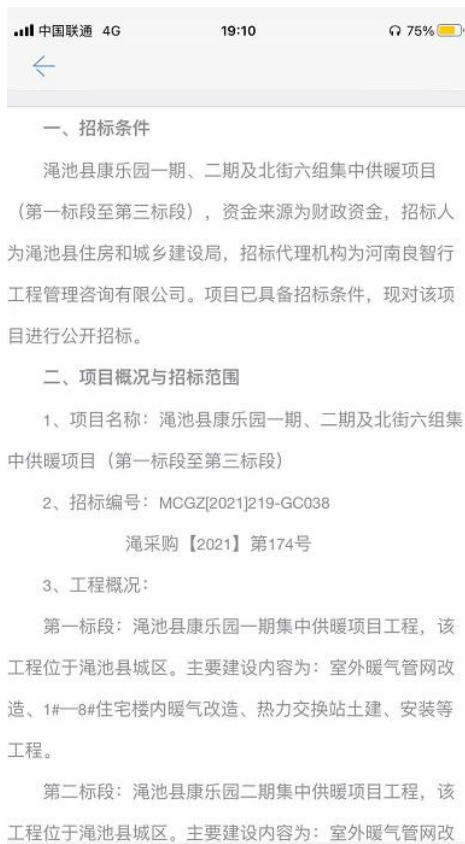 中国联通 4G 19:10 75%
一、招标条件
渑池县康乐园一期、二期及北街六组集中供暖项目
（第一标段至第三标段），资金来源为财政资金，招标人
为渑池县住房和城乡建设局，招标代理机构为河南良智行
工程管理咨询有限公司。项目已具备招标条件，现对该项
目进行公开招标。
二、项目概况与招标范围
1、项目名称：渑池县康乐园一期、二期及北街六组集
中供暖项目（第一标段至第三标段）
2、招标编号：MCGZ[2021]219-GC038
渑采购【2021】第174号
3、工程概况：
第一标段：渑池县康乐园一期集中供暖项目工程，该
工程位于渑池县城区。主要建设内容为：室外暖气管网改
造、1#—8#住宅楼内暖气改造、热力交换站土建、安装等
工程。
第二标段：渑池县康乐园二期集中供暖项目工程，该
工程位于渑池县城区。主要建设内容为：室外暖气管网改